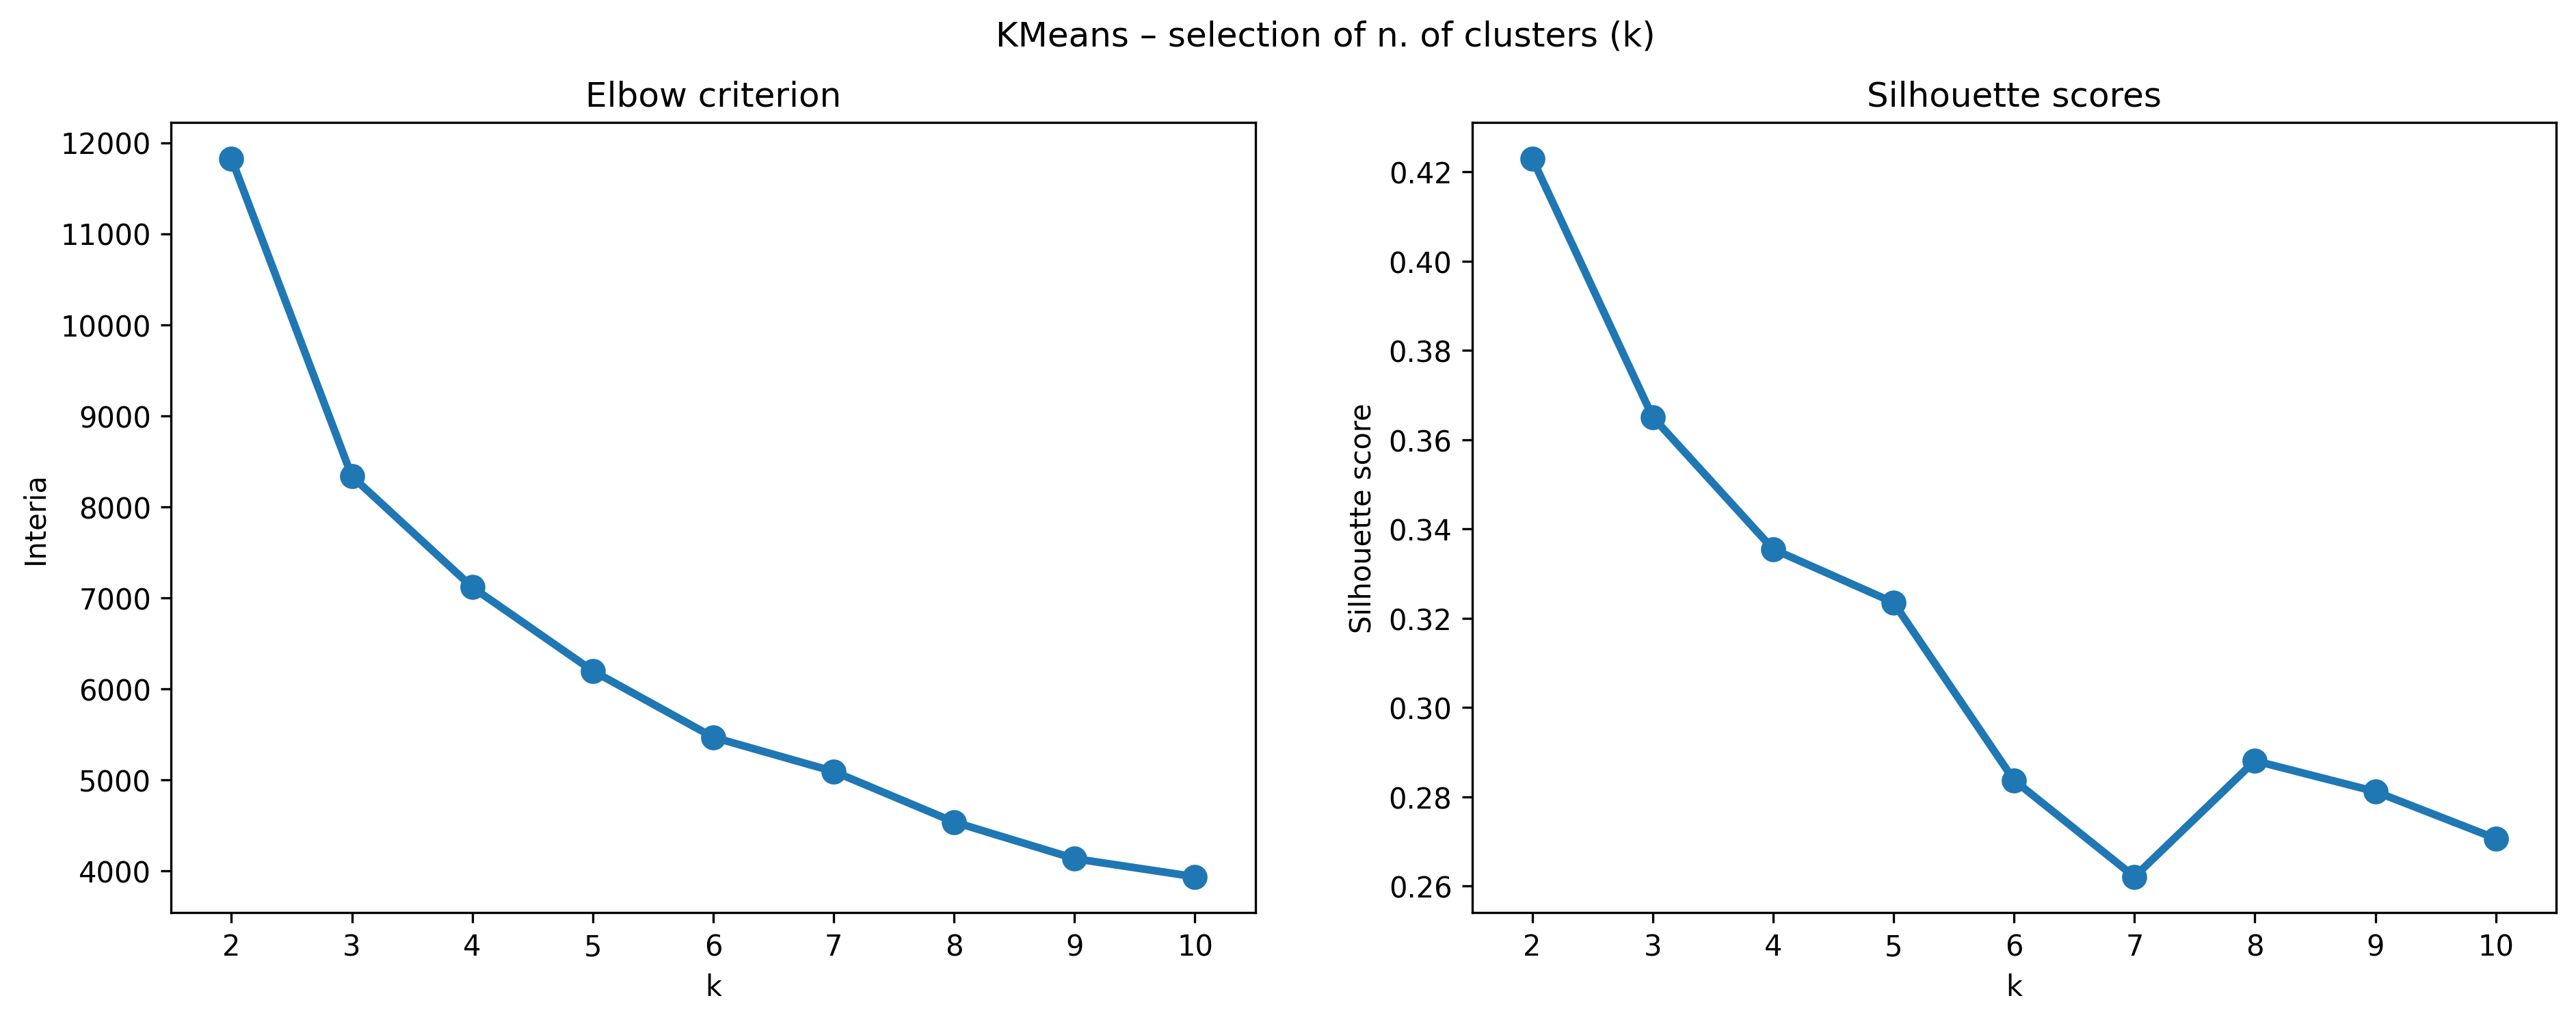 KMeans – selection of n. of clusters (k)
Elbow criterion
12000
11000
10000
9000
8000
7000
6000
5000
4000
Interia
2 3 4 5 6 7 8 9 10
k
Silhouette scores
0.42
0.40
0.38
0.36
0.34
0.32
0.30
0.28
0.26
Silhouette score
2 3 4 5 6 7 8 9 10
k